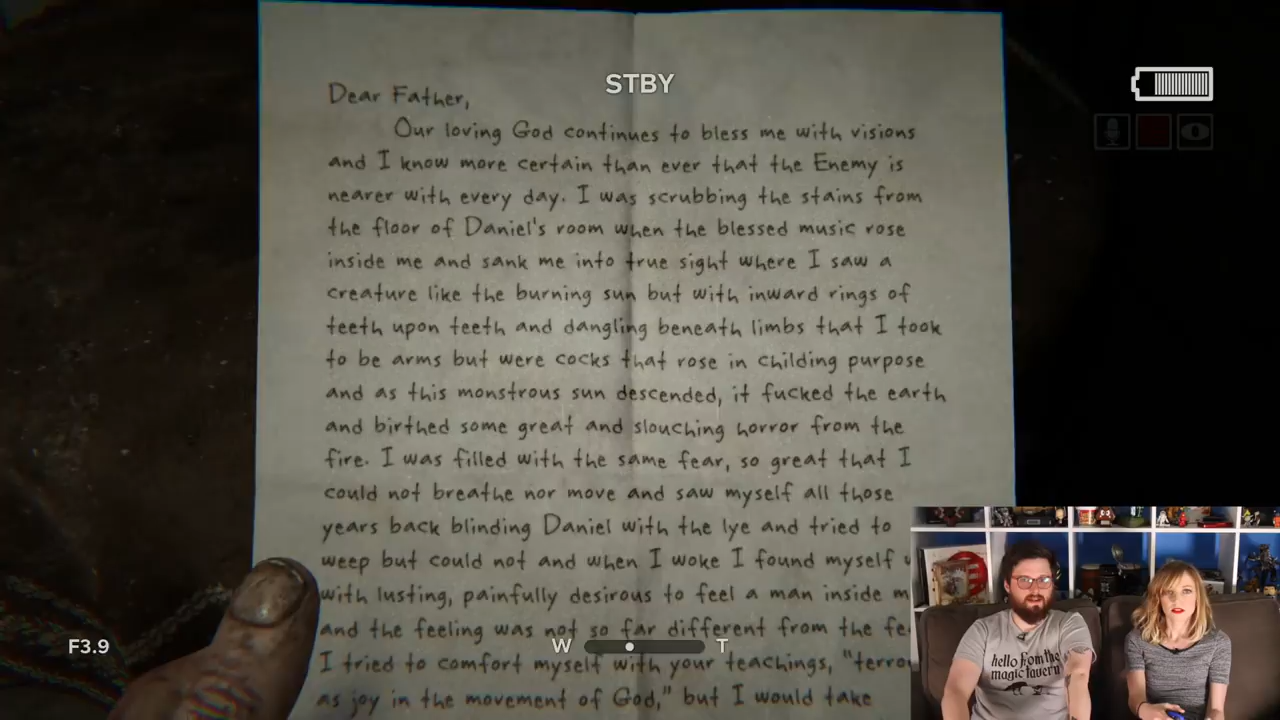 STBY
Dear Father,
Our loving God continues to bless me with visions
and I know more certain than ever that the Enemy is
nearer with every day. I was scrubbing the stains from
the floor of Daniel's room when the blessed music rose
inside me and sank me into true sight where I saw a
creature like the burning sun but with inward rings of
teeth upon teeth and dangling beneath limbs that I took
to be arms but were cocks that rose in childing purpose
and as this monstrous sun descended, it fucked the earth
and birthed some great and slouching horror from the
fire. I was filled with the same fear, so great that I
could not breathe nor move and saw myself all those
years back blinding Daniel with the lye and tried to
weep but could not and when I woke I found myself
with lusting, painfully desirous to feel a man inside
and the feeling was not so far different from the
I tried to comfort myself with your teachings,
as joy in the movement of God," but I would take
F3.9
W T
hello from the
magic tavern